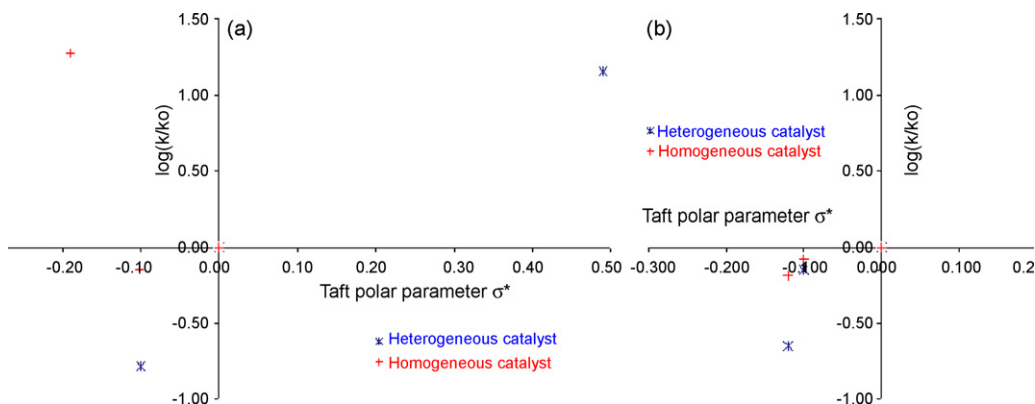 1.50 (a)
1.00
log(k/ko)
0.50
0.00
-0.20 -0.10 0.00 0.10 0.20 0.30 0.40 0.50
Taft polar parameter σ*
-0.50
Heterogeneous catalyst
Homogeneous catalyst
-1.00
(b) 1.50
1.00
Heterogeneous catalyst
Homogeneous catalyst
log(k/ko)
0.50
Taft polar parameter σ*
0.00
-0.300 -0.200 -0.100 0.00 0.100 0.2
-0.50
-1.00